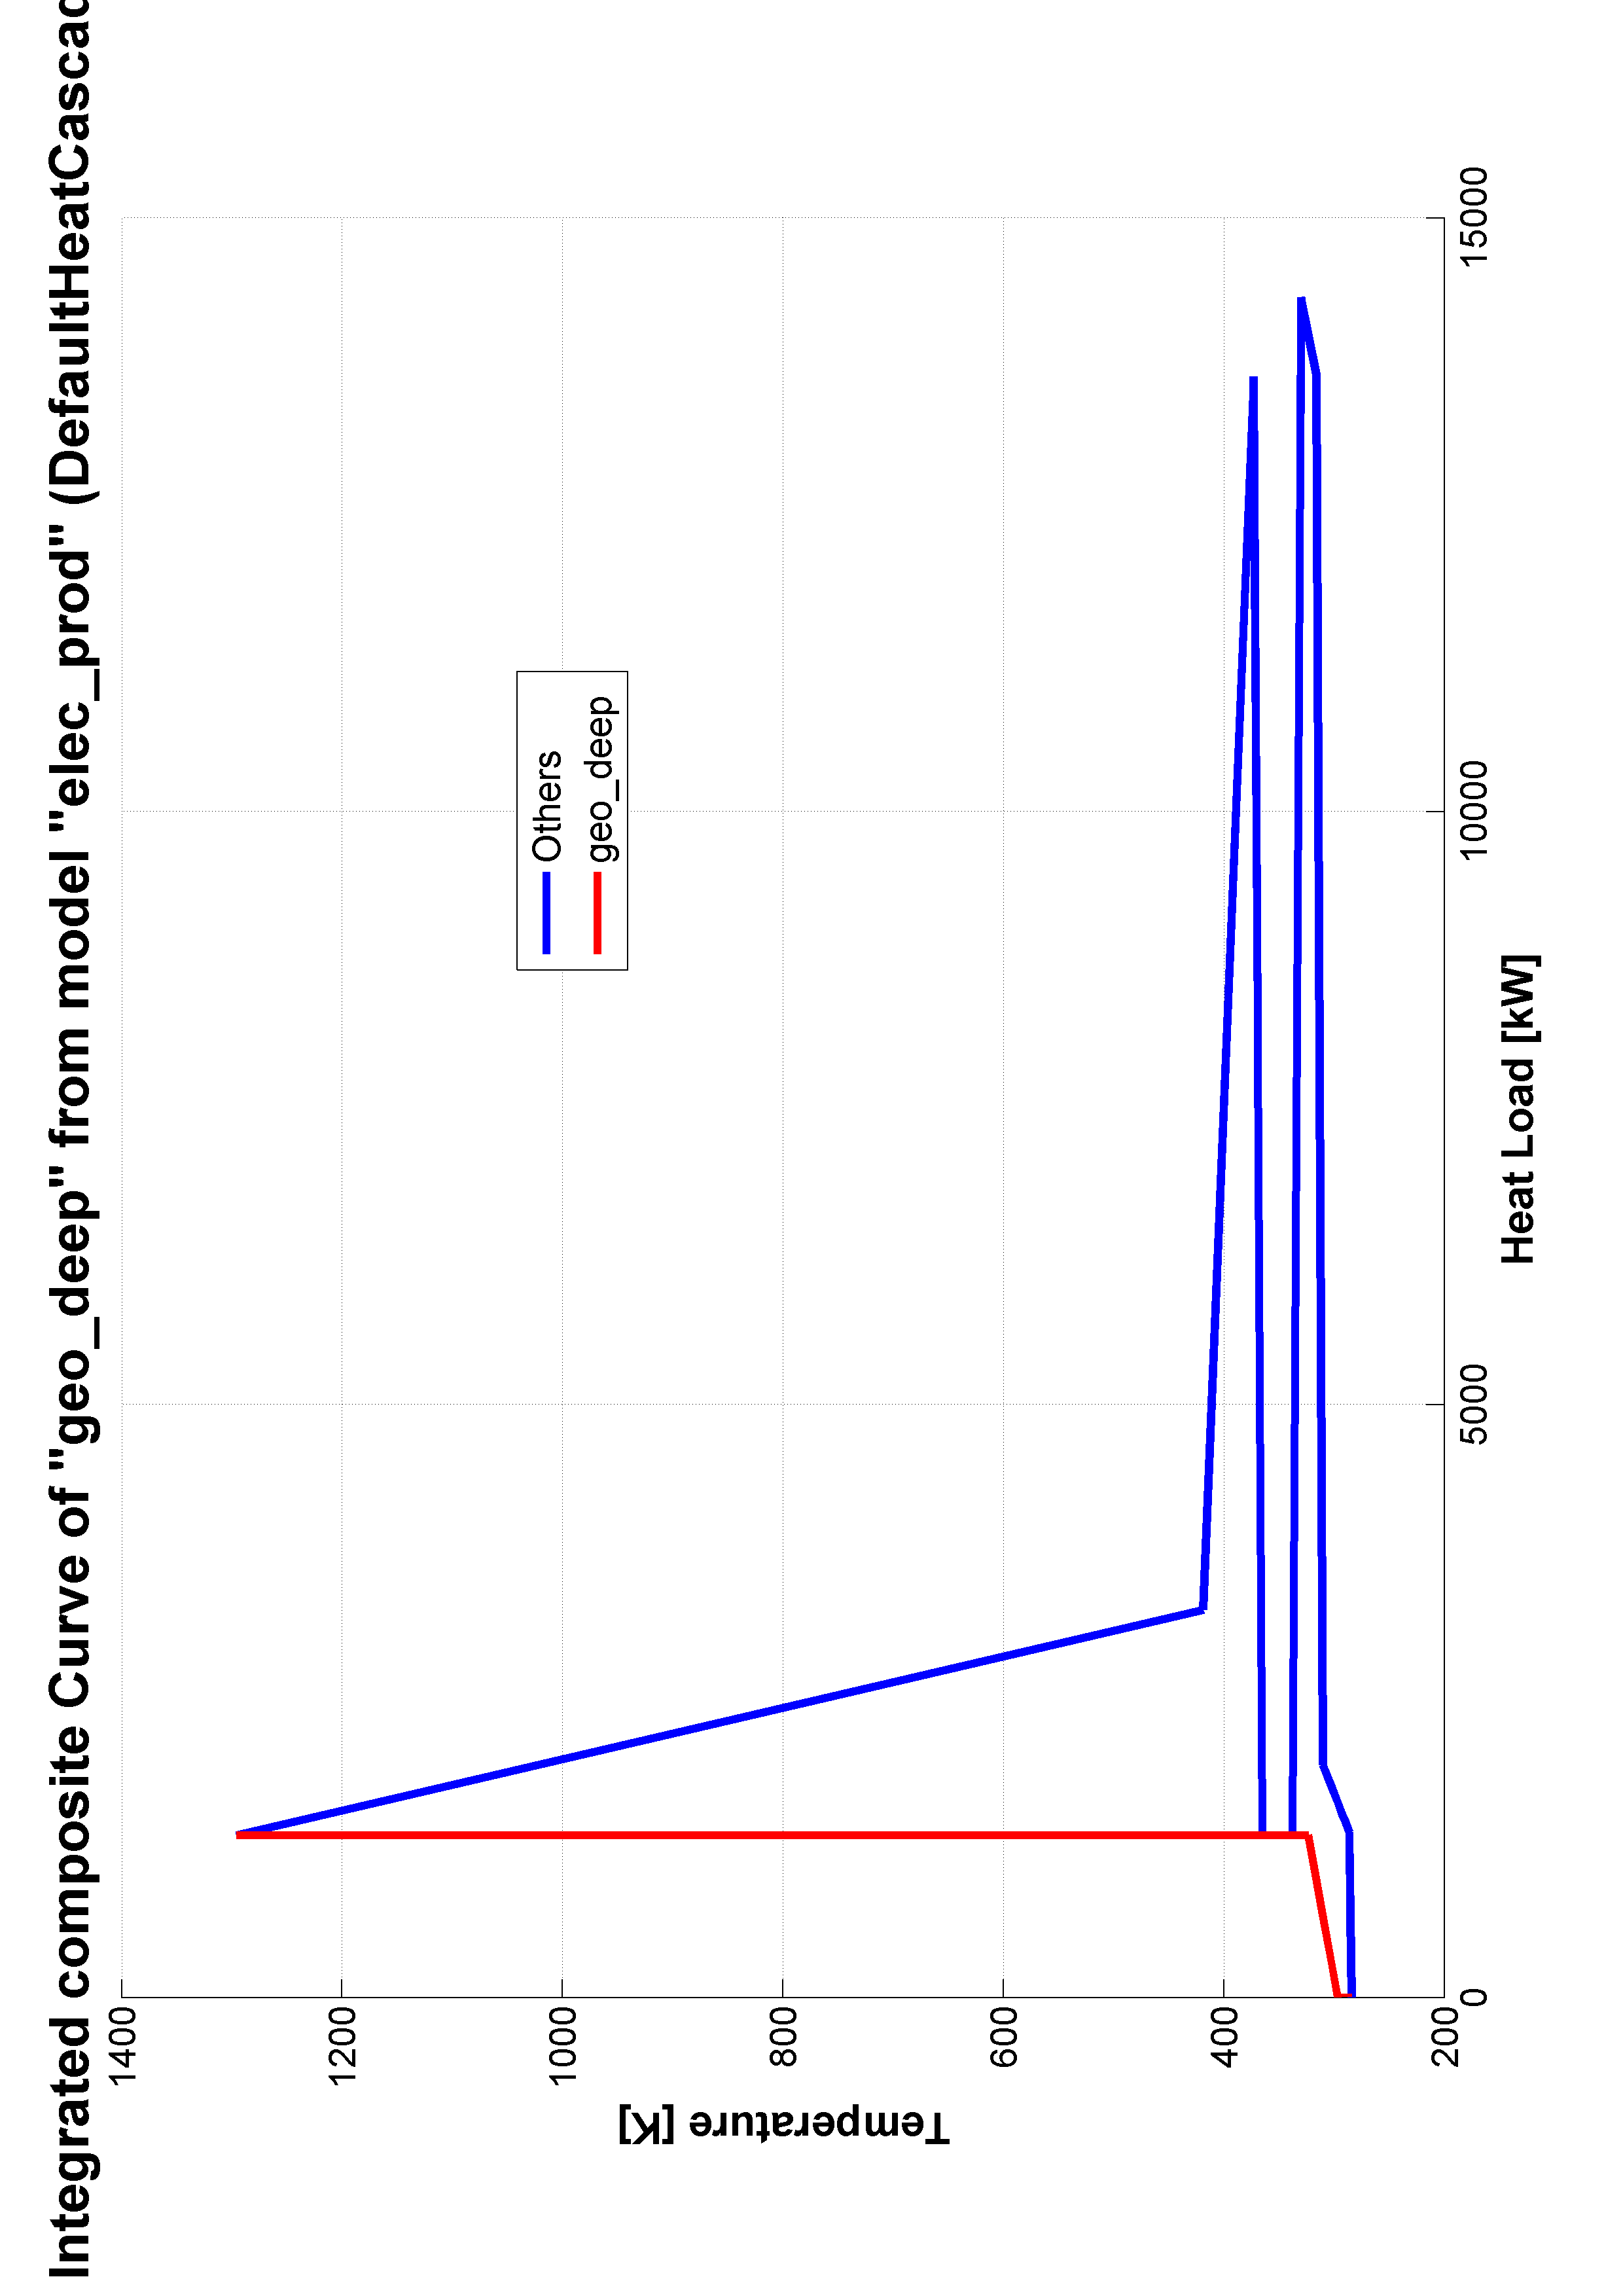 Integrated composite Curve of "geo_deep" from model "elec_prod" (DefaultHeatCascad
1400
1200
1000
800
600
400
200
Temperature [K]
Others
geo_deep
0
5000
10000
15000
Heat Load [kW]